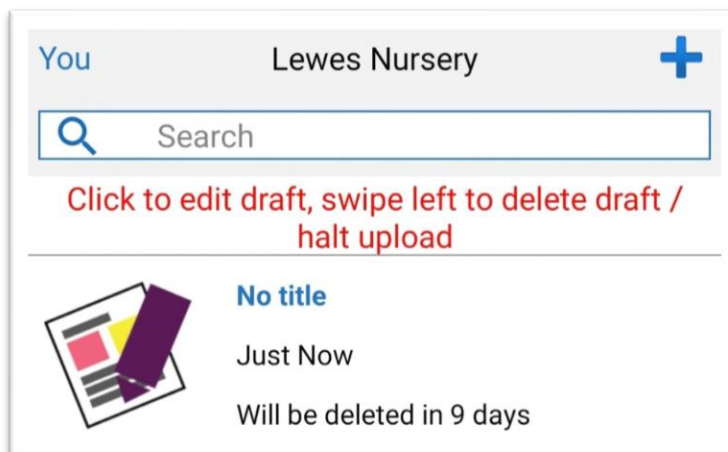 You
Lewes Nursery
Search
Click to edit draft, swipe left to delete draft /
halt upload
No title
Just Now
Will be deleted in 9 days